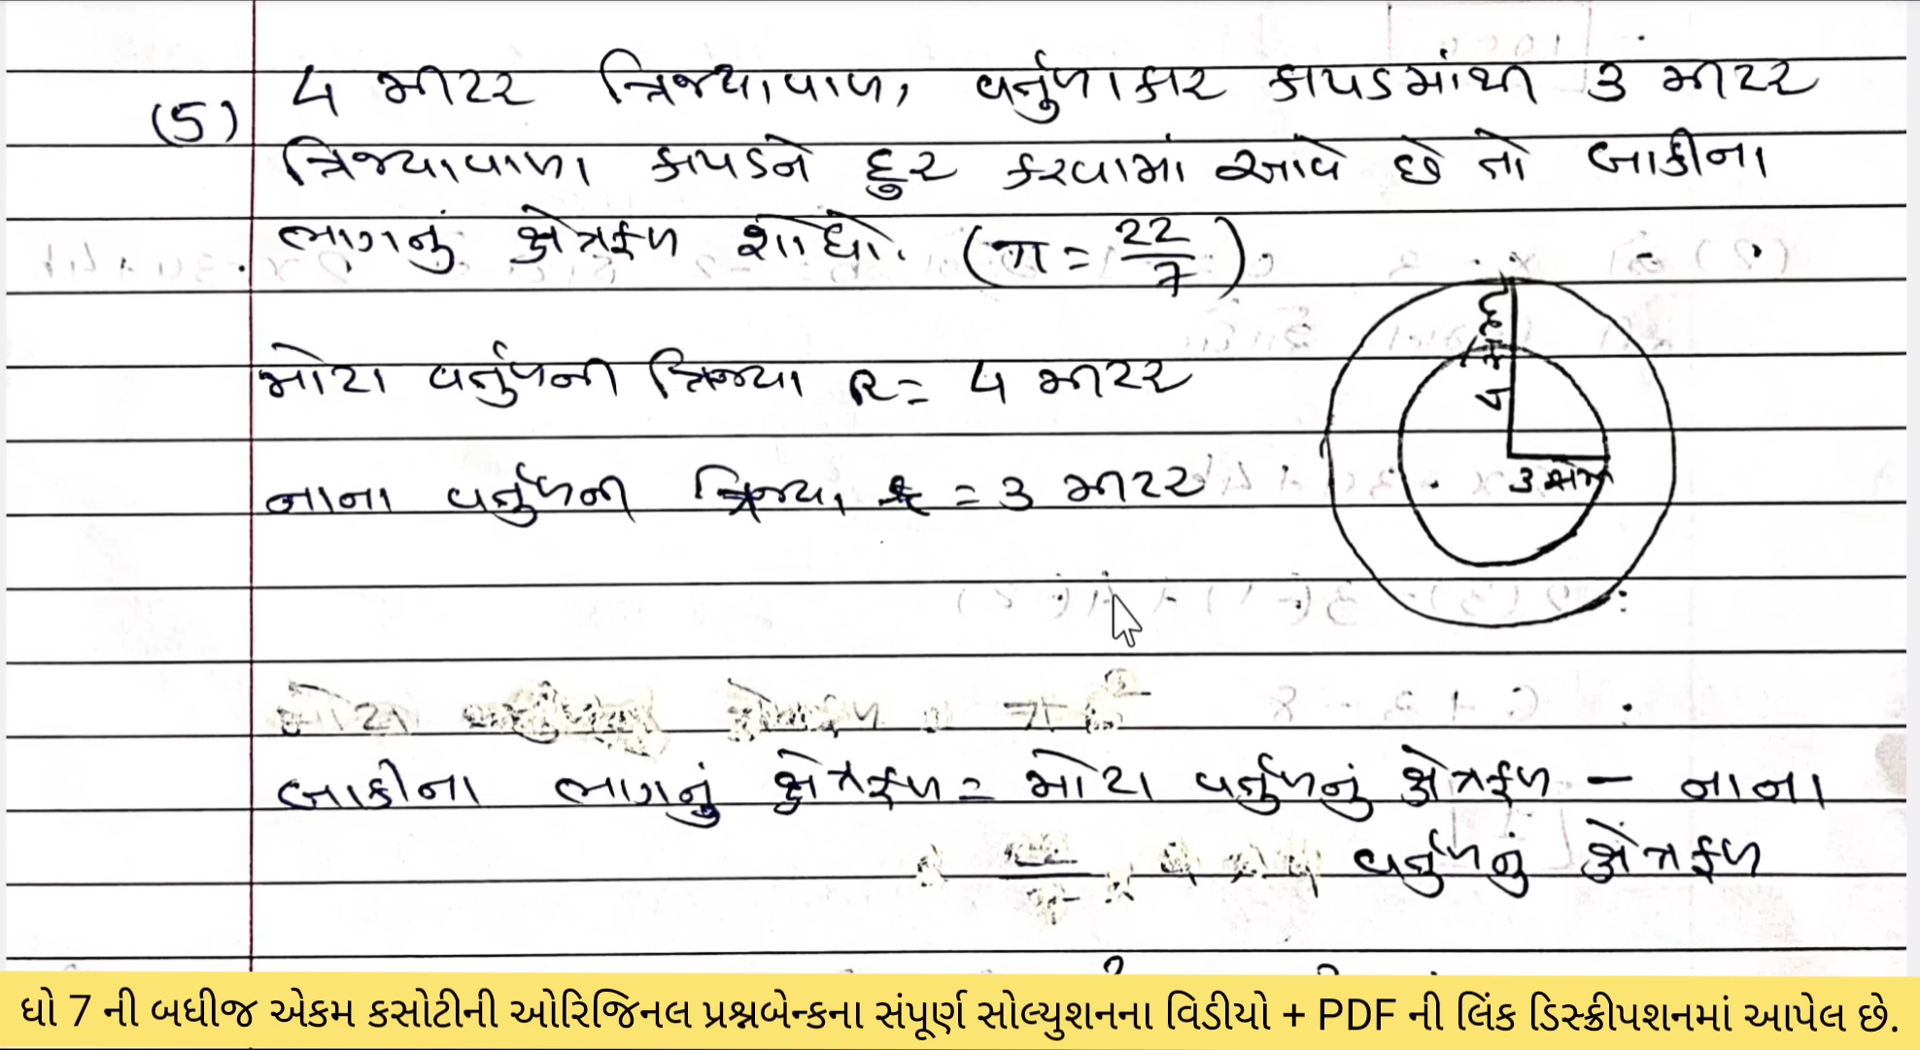 (5) 4 મીટર ત્રિજ્યાવાળા વર્તુળાકાર કાપડમાંથી 3 મીટર
ત્રિજ્યાવાળા કાપડને દુર કરવામાં આવે છે તો બાકીના
ભાગનું ક્ષેત્રફળ શોધો. (π = 22/7)
મોટા વર્તુળની ત્રિજ્યા R = 4 મીટર
નાના વર્તુળની ત્રિજ્યા r = 3 મીટર
4 સેમી
3 સેમી
બાકીના ભાગનું ક્ષેત્રફળ = મોટા વર્તુળનું ક્ષેત્રફળ - નાના
વર્તુળનું ક્ષેત્રફળ
ધો 7 ની બધીજ એકમ કસોટીની ઓરિજિનલ પ્રશ્નબેન્કના સંપૂર્ણ સોલ્યુશનના વિડીયો + PDF ની લિંક ડિસ્ક્રીપશનમાં આપેલ છે.